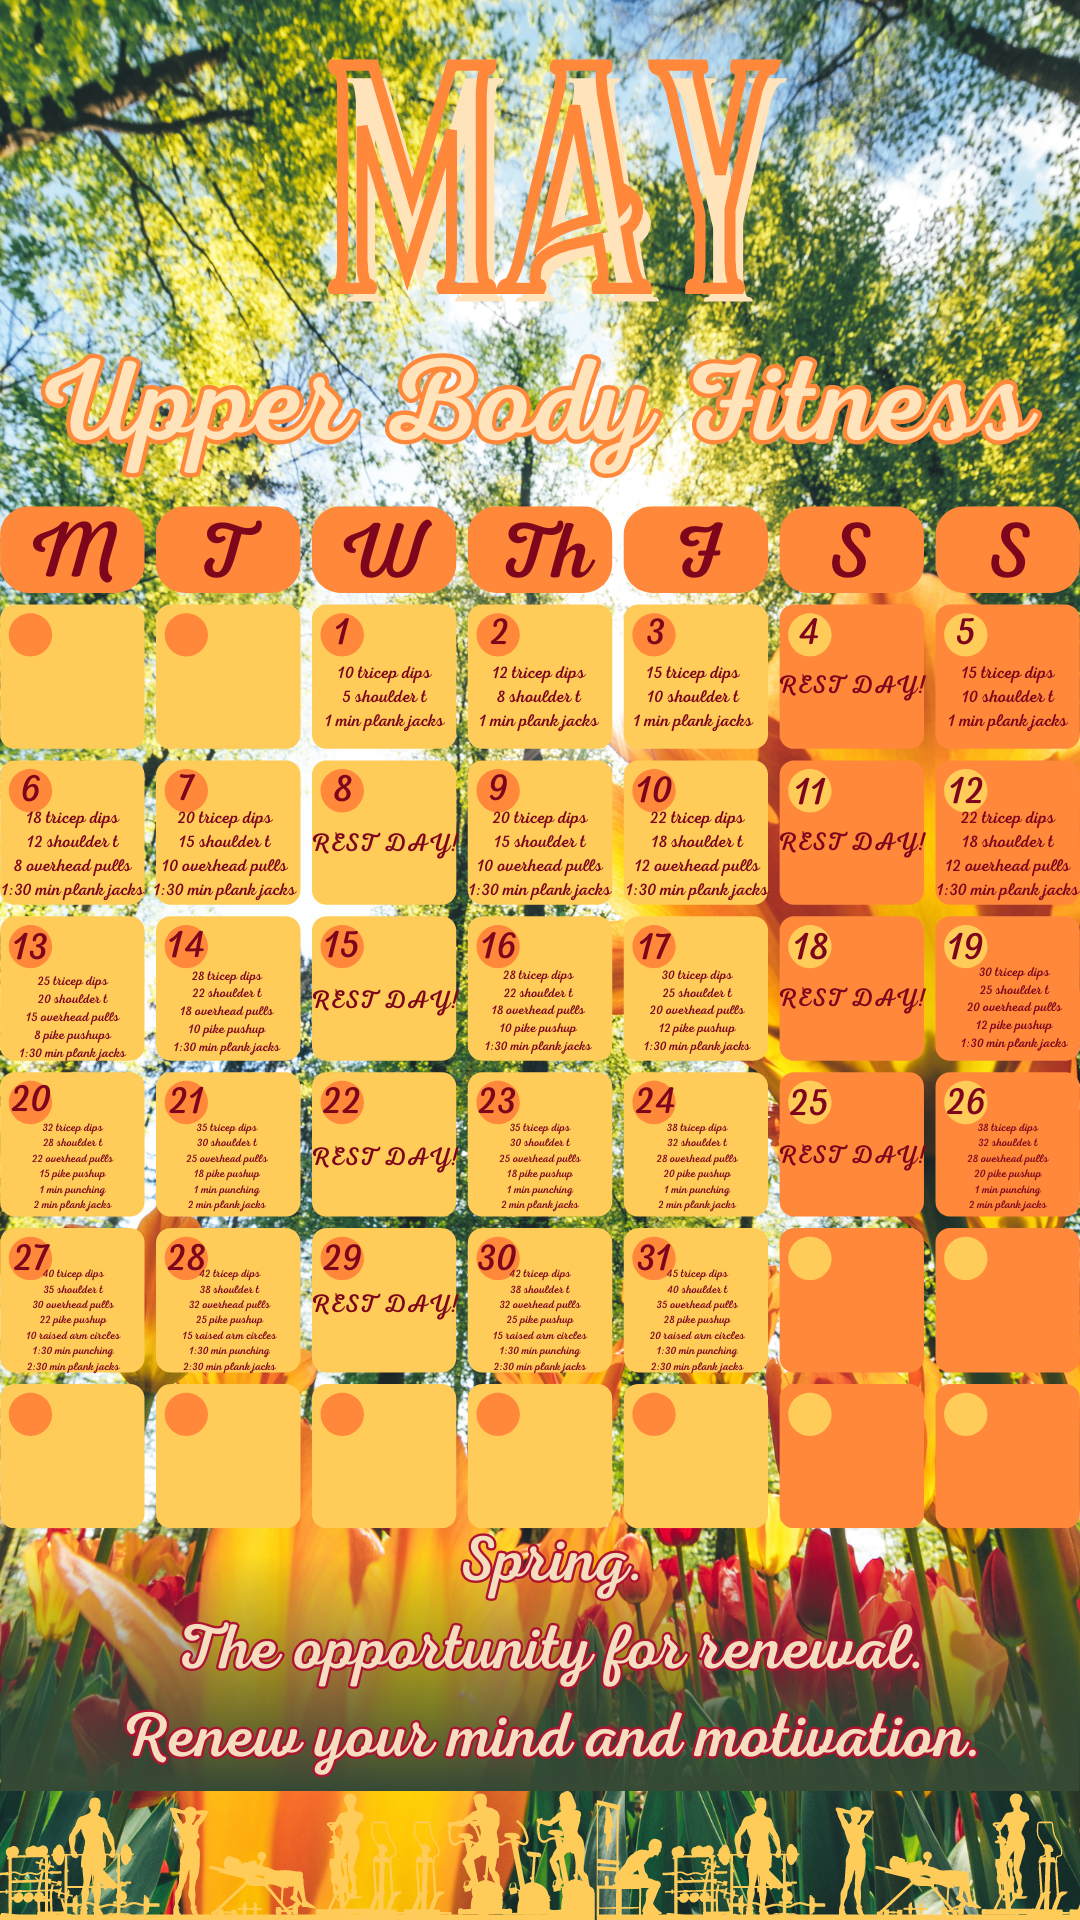 MAY
Upper Body Fitness
M T W Th F S S
1
10 tricep dips
5 shoulder t
1 min plank jacks
2
12 tricep dips
8 shoulder t
1 min plank jacks
3
15 tricep dips
10 shoulder t
1 min plank jacks
4
REST DAY!
5
15 tricep dips
10 shoulder t
1 min plank jacks
6
18 tricep dips
12 shoulder t
8 overhead pulls
1:30 min plank jacks
7
20 tricep dips
15 shoulder t
10 overhead pulls
1:30 min plank jacks
8
REST DAY!
9
20 tricep dips
15 shoulder t
10 overhead pulls
1:30 min plank jacks
10
22 tricep dips
18 shoulder t
12 overhead pulls
1:30 min plank jacks
11
REST DAY!
12
22 tricep dips
18 shoulder t
12 overhead pulls
1:30 min plank jacks
13
25 tricep dips
20 shoulder t
15 overhead pulls
8 pike pushups
1:30 min plank jacks
14
28 tricep dips
22 shoulder t
18 overhead pulls
10 pike pushup
1:30 min plank jacks
15
REST DAY!
16
28 tricep dips
22 shoulder t
18 overhead pulls
10 pike pushup
1:30 min plank jacks
17
30 tricep dips
25 shoulder t
20 overhead pulls
12 pike pushup
1:30 min plank jacks
18
REST DAY!
19
30 tricep dips
25 shoulder t
20 overhead pulls
12 pike pushup
1:30 min plank jacks
20
32 tricep dips
28 shoulder t
22 overhead pulls
15 pike pushup
1 min punching
2 min plank jacks
21
35 tricep dips
30 shoulder t
25 overhead pulls
18 pike pushup
1 min punching
2 min plank jacks
22
REST DAY!
23
35 tricep dips
30 shoulder t
25 overhead pulls
18 pike pushup
1 min punching
2 min plank jacks
24
38 tricep dips
32 shoulder t
28 overhead pulls
20 pike pushup
1 min punching
2 min plank jacks
25
REST DAY!
26
38 tricep dips
32 shoulder t
28 overhead pulls
20 pike pushup
1 min punching
2 min plank jacks
27
40 tricep dips
35 shoulder t
30 overhead pulls
22 pike pushup
10 raised arm circles
1:30 min punching
2:30 min plank jacks
28
42 tricep dips
38 shoulder t
32 overhead pulls
25 pike pushup
15 raised arm circles
1:30 min punching
2:30 min plank jacks
29
REST DAY!
30
42 tricep dips
38 shoulder t
32 overhead pulls
25 pike pushup
15 raised arm circles
1:30 min punching
2:30 min plank jacks
31
45 tricep dips
40 shoulder t
35 overhead pulls
28 pike pushup
20 raised arm circles
1:30 min punching
2:30 min plank jacks
Spring.
The opportunity for renewal.
Renew your mind and motivation.